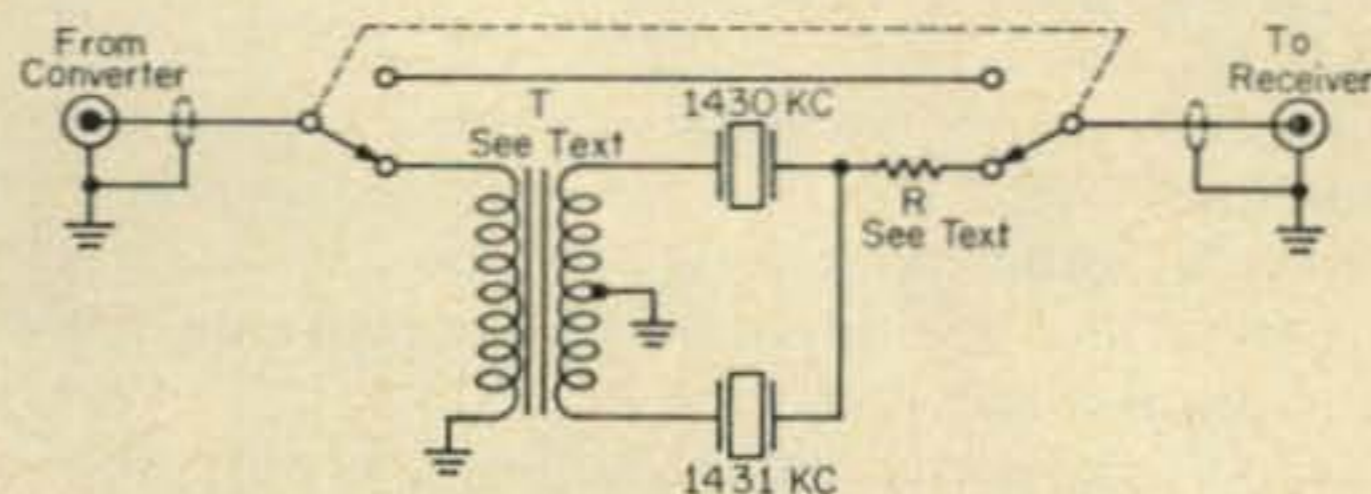 From
Converter
To
Receiver
T
See Text
1430 KC
R
See Text
1431 KC